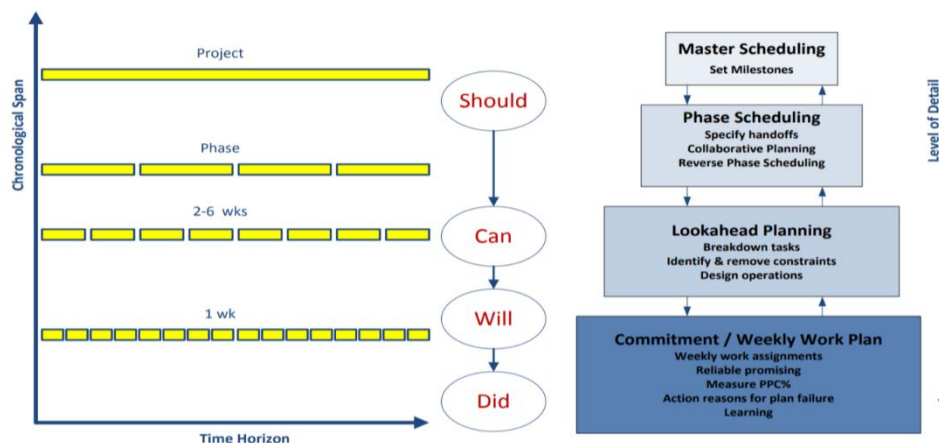 Chronological Span
Project
Phase
2-6 wks
1 wk
Time Horizon
Should
Can
Will
Did
Master Scheduling
Set Milestones
Phase Scheduling
Specify handoffs
Collaborative Planning
Reverse Phase Scheduling
Lookahead Planning
Breakdown tasks
Identify & remove constraints
Design operations
Commitment / Weekly Work Plan
Weekly work assignments
Reliable promising
Measure PPC%
Action reasons for plan failure
Learning
Level of Detail